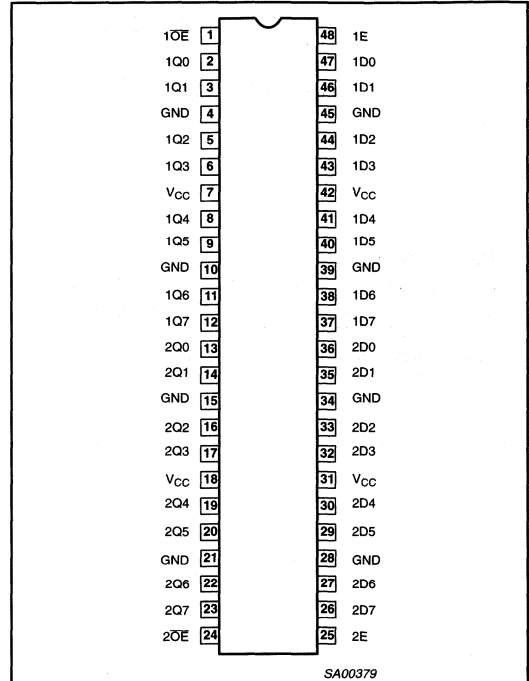 1O̅E̅ 1 48 1E
1Q0 2 47 1D0
1Q1 3 46 1D1
GND 4 45 GND
1Q2 5 44 1D2
1Q3 6 43 1D3
VCC 7 42 VCC
1Q4 8 41 1D4
1Q5 9 40 1D5
GND 10 39 GND
1Q6 11 38 1D6
1Q7 12 37 1D7
2Q0 13 36 2D0
2Q1 14 35 2D1
GND 15 34 GND
2Q2 16 33 2D2
2Q3 17 32 2D3
VCC 18 31 VCC
2Q4 19 30 2D4
2Q5 20 29 2D5
GND 21 28 GND
2Q6 22 27 2D6
2Q7 23 26 2D7
2O̅E̅ 24 25 2E
SA00379